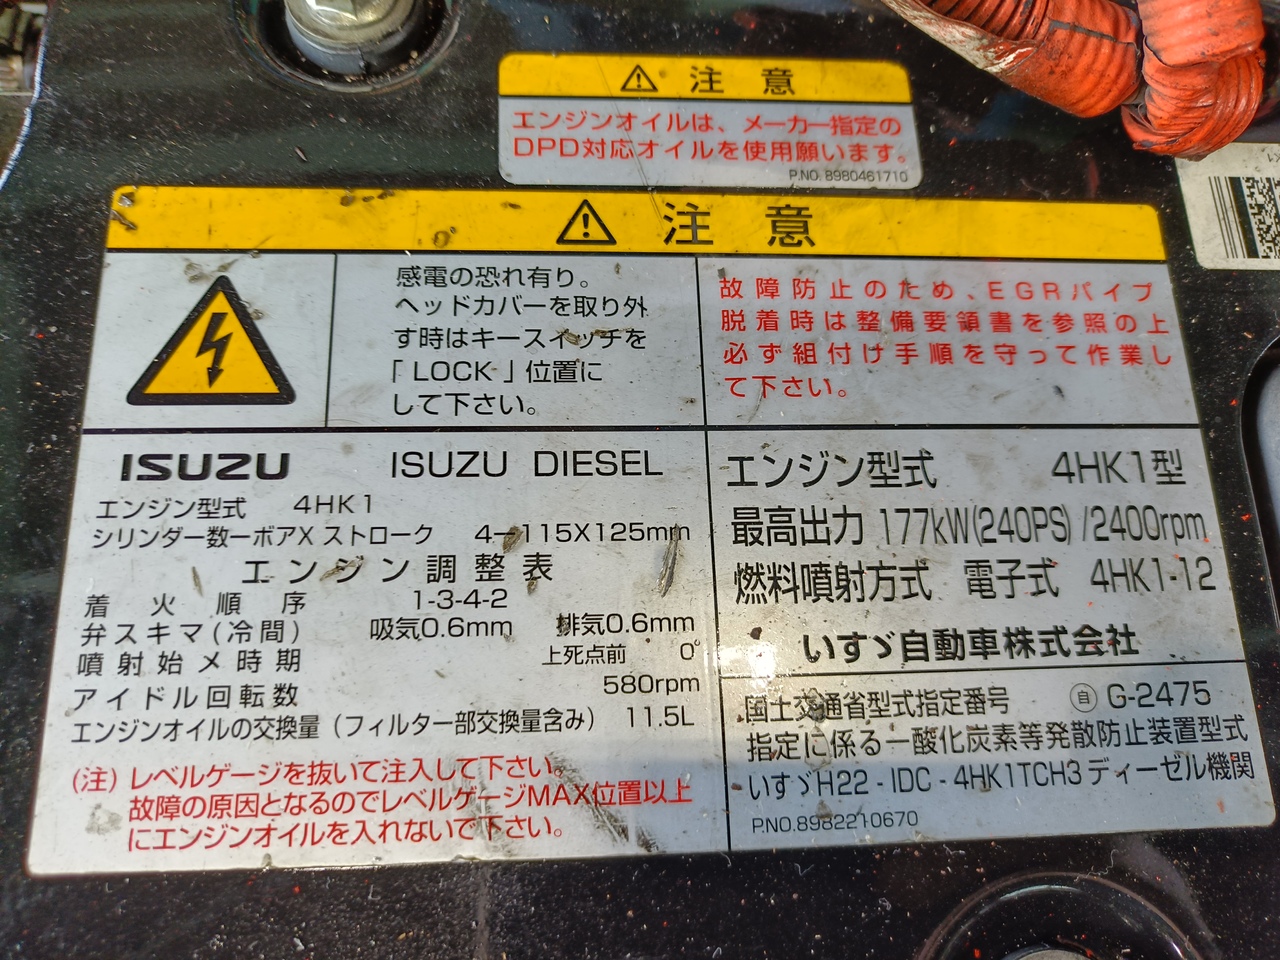 注意
エンジンオイルは、メーカー指定の
DPD対応オイルを使用願います。
P.NO. 8980461710
注意
感電の恐れ有り。
ヘッドカバーを取り外
す時はキースイッチを
「LOCK」位置に
して下さい。
故障防止のため、EGRパイプ
脱着時は整備要領書を参照の上
必ず組付け手順を守って作業し
て下さい。
ISUZU ISUZU DIESEL
エンジン型式 4HK1
シリンダー数ーボアXストローク 4ー115X125mm
エンジン調整表
着火順序 1-3-4-2
弁スキマ(冷間) 吸気0.6mm 排気0.6mm
噴射始メ時期 上死点前 0°
アイドル回転数 580rpm
エンジンオイルの交換量(フィルター部交換量含み) 11.5L
(注)レベルゲージを抜いて注入して下さい。
故障の原因となるのでレベルゲージMAX位置以上
にエンジンオイルを入れないで下さい。
エンジン型式 4HK1型
最高出力 177kW(240PS)/2400rpm
燃料噴射方式 電子式 4HK1-12
いすゞ自動車株式会社
国土交通省型式指定番号 自 G-2475
指定に係る一酸化炭素等発散防止装置型式
いすゞH22-IDC-4HK1TCH3ディーゼル機関
P.NO.8982210670